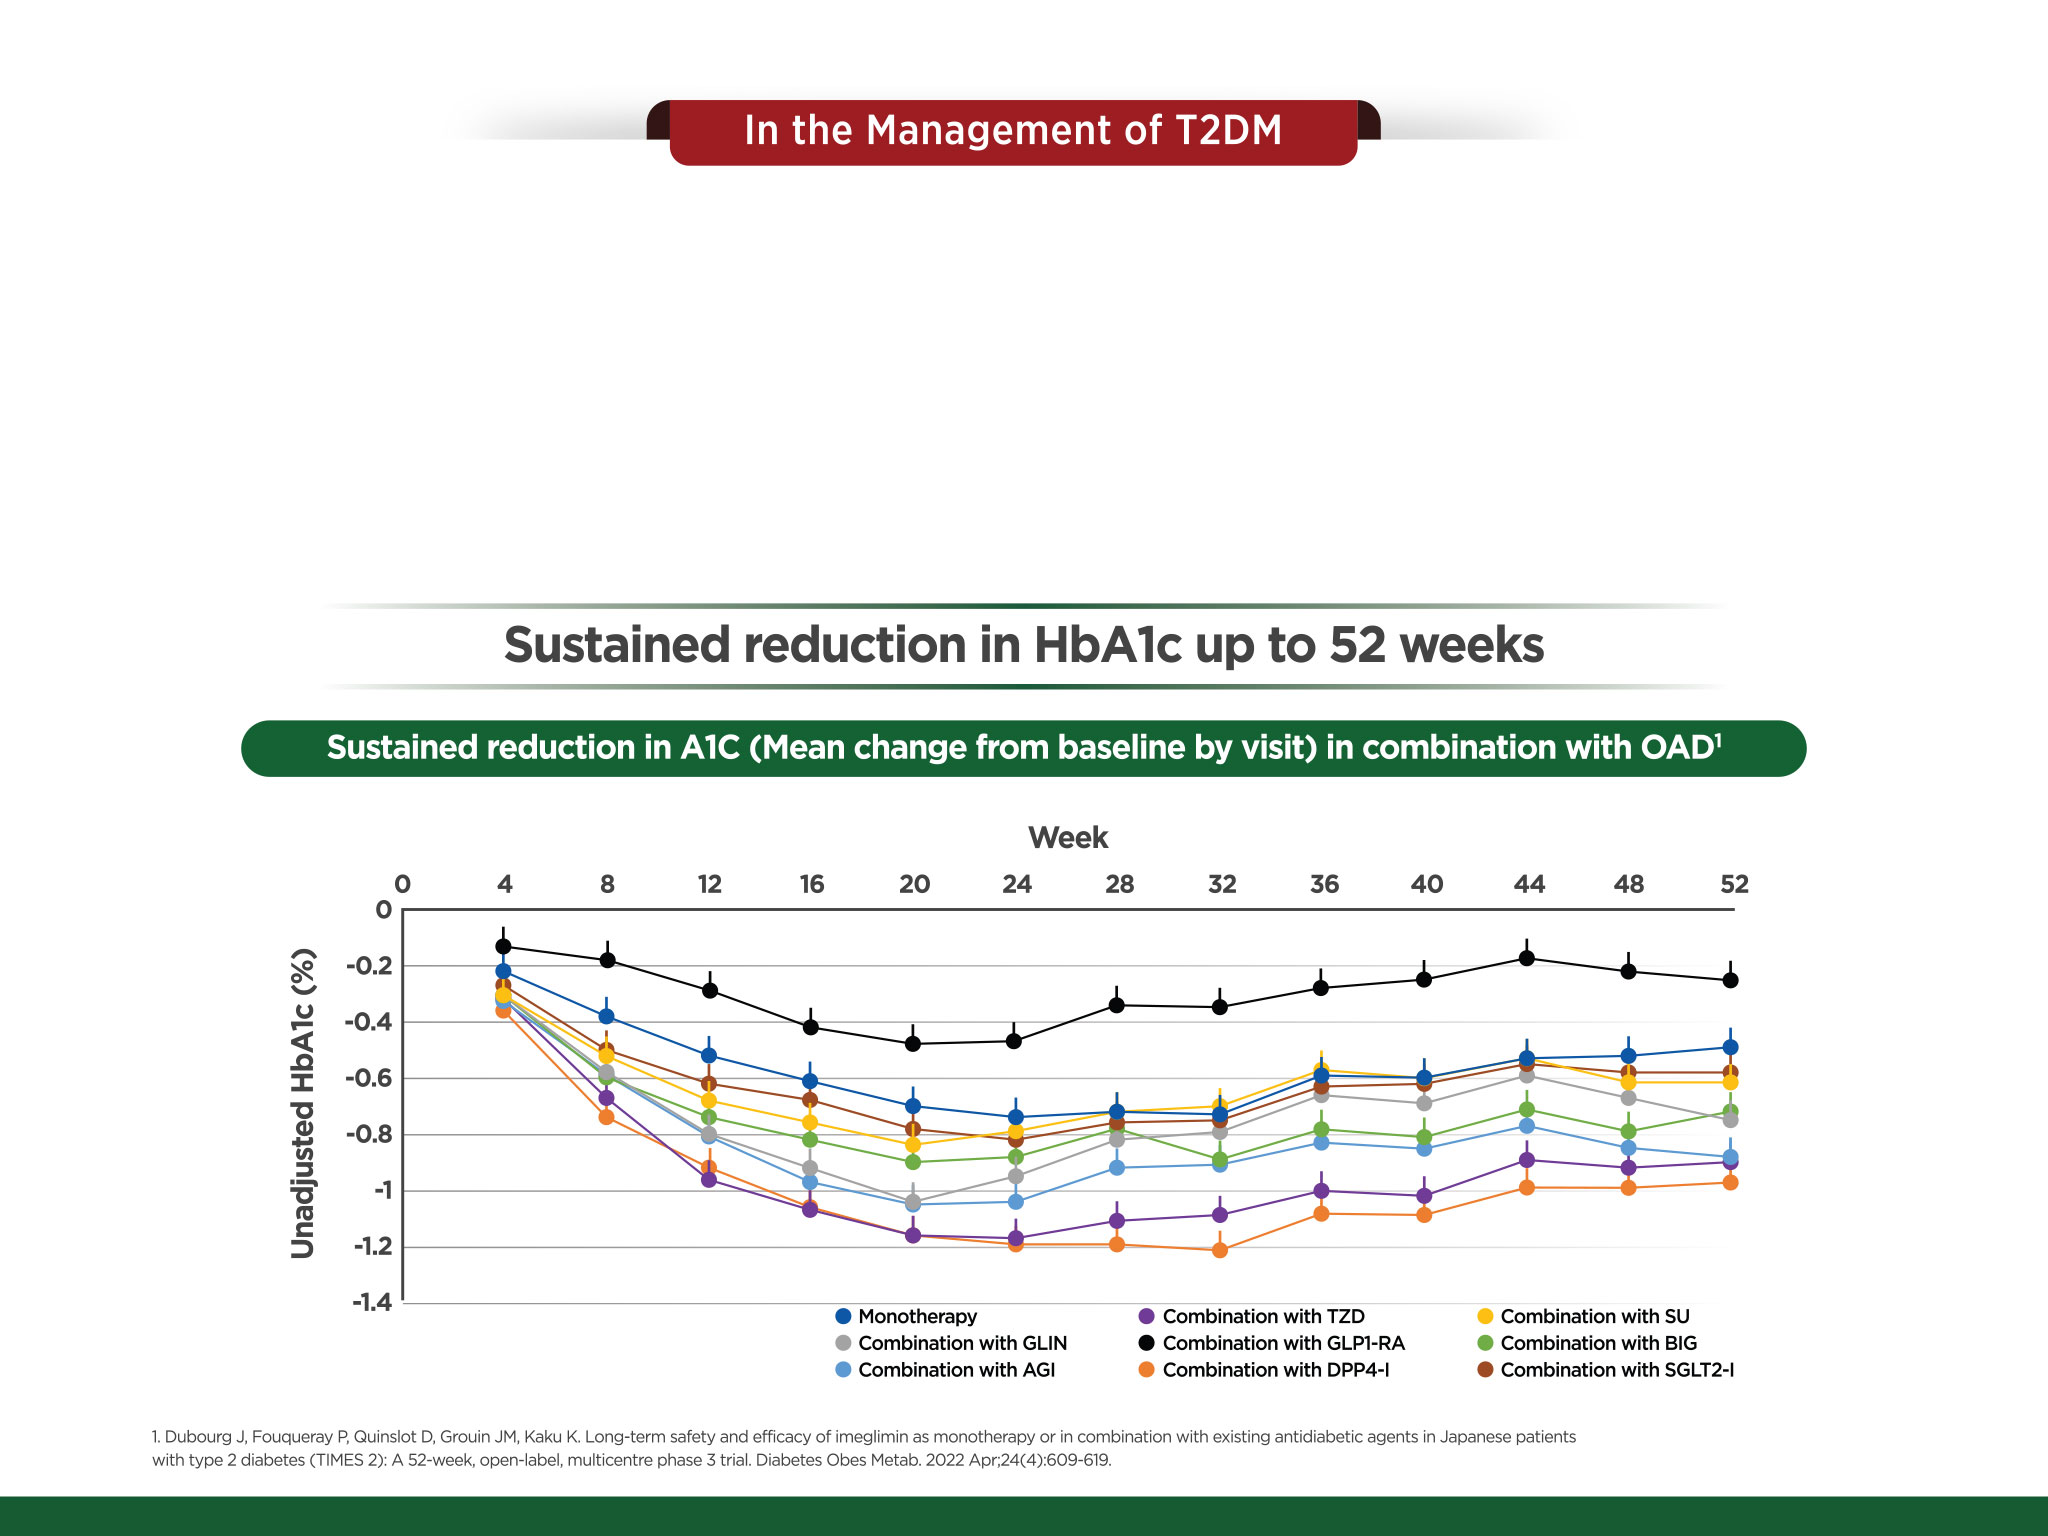 In the Management of T2DM
Sustained reduction in HbA1c up to 52 weeks
Sustained reduction in A1C (Mean change from baseline by visit) in combination with OAD¹
Week
0 4 8 12 16 20 24 28 32 36 40 44 48 52
Unadjusted HbA1c (%)
0
-0.2
-0.4
-0.6
-0.8
-1
-1.2
-1.4
Monotherapy
Combination with TZD
Combination with SU
Combination with GLIN
Combination with GLP1-RA
Combination with BIG
Combination with AGI
Combination with DPP4-I
Combination with SGLT2-I
1. Dubourg J, Fouqueray P, Quinslot D, Grouin JM, Kaku K. Long-term safety and efficacy of imeglimin as monotherapy or in combination with existing antidiabetic agents in Japanese patients
with type 2 diabetes (TIMES 2): A 52-week, open-label, multicentre phase 3 trial. Diabetes Obes Metab. 2022 Apr;24(4):609-619.